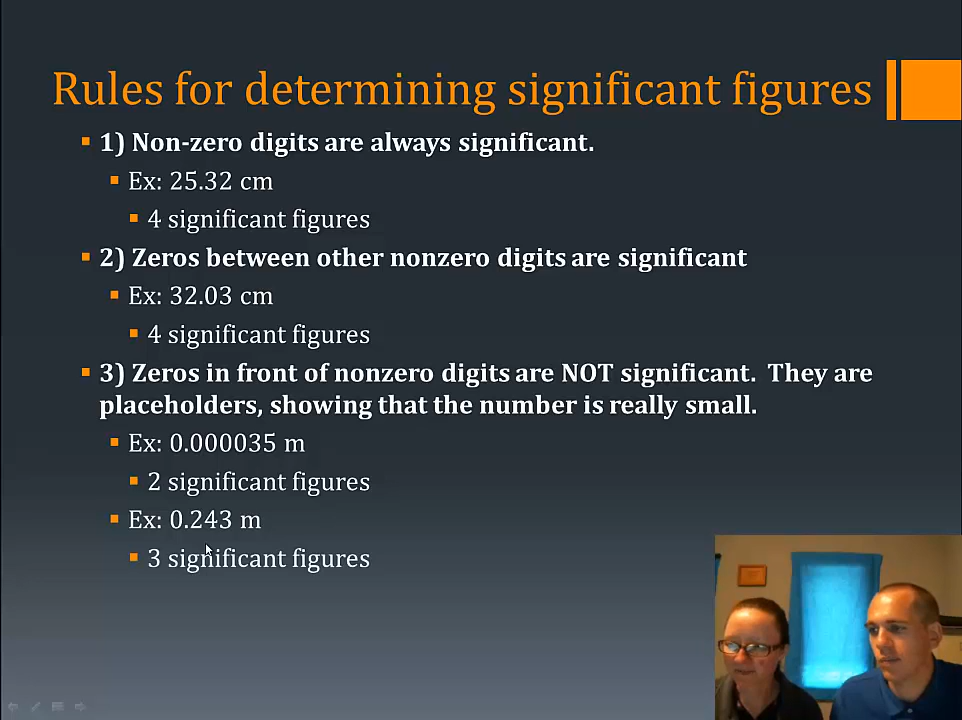 Rules for determining significant figures
1) Non-zero digits are always significant.
Ex: 25.32 cm
4 significant figures
2) Zeros between other nonzero digits are significant
Ex: 32.03 cm
4 significant figures
3) Zeros in front of nonzero digits are NOT significant. They are
placeholders, showing that the number is really small.
Ex: 0.000035 m
2 significant figures
Ex: 0.243 m
3 significant figures